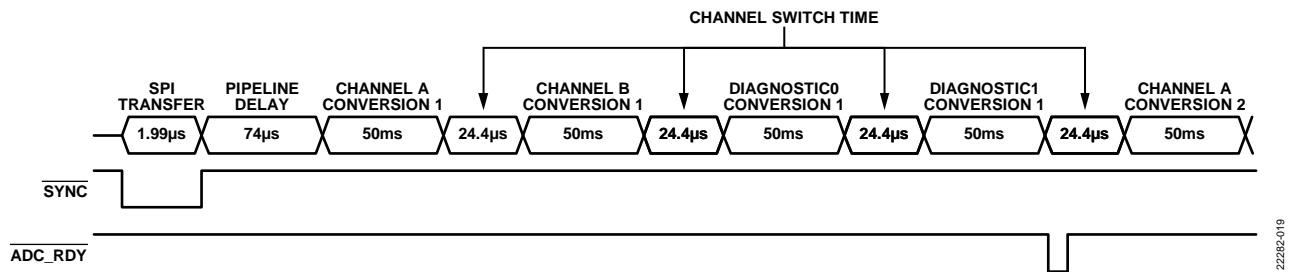 CHANNEL SWITCH TIME
SPI TRANSFER
PIPELINE DELAY
CHANNEL A CONVERSION 1
CHANNEL B CONVERSION 1
DIAGNOSTIC0 CONVERSION 1
DIAGNOSTIC1 CONVERSION 1
CHANNEL A CONVERSION 2
1.99µs
74µs
50ms
24.4µs
50ms
24.4µs
50ms
24.4µs
50ms
24.4µs
50ms
SYNC
ADC_RDY
22282-019